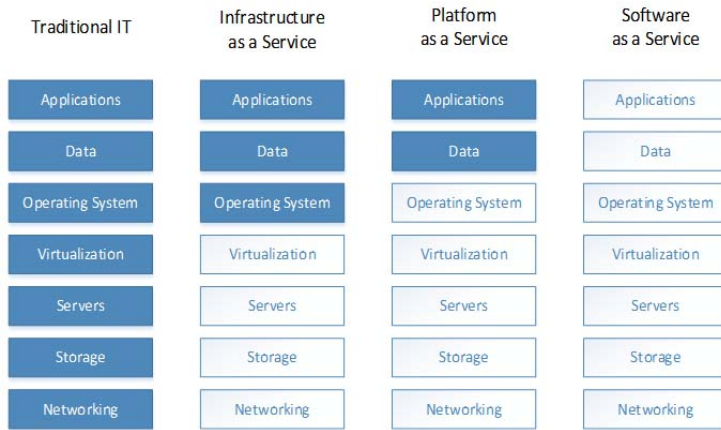 Traditional IT
Infrastructure
as a Service
Platform
as a Service
Software
as a Service
Applications
Applications
Applications
Applications
Data
Data
Data
Data
Operating System
Operating System
Operating System
Operating System
Virtualization
Virtualization
Virtualization
Virtualization
Servers
Servers
Servers
Servers
Storage
Storage
Storage
Storage
Networking
Networking
Networking
Networking